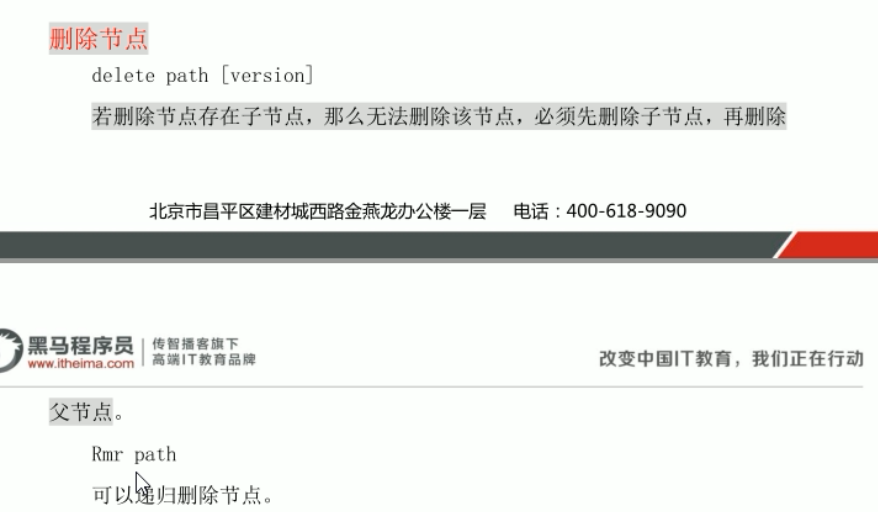 删除节点
delete path [version]
若删除节点存在子节点，那么无法删除该节点，必须先删除子节点，再删除
北京市昌平区建材城西路金燕龙办公楼一层 电话：400-618-9090
黑马程序员
www.itheima.com
传智播客旗下
高端IT教育品牌
改变中国IT教育，我们正在行动
父节点。
Rmr path
可以递归删除节点。